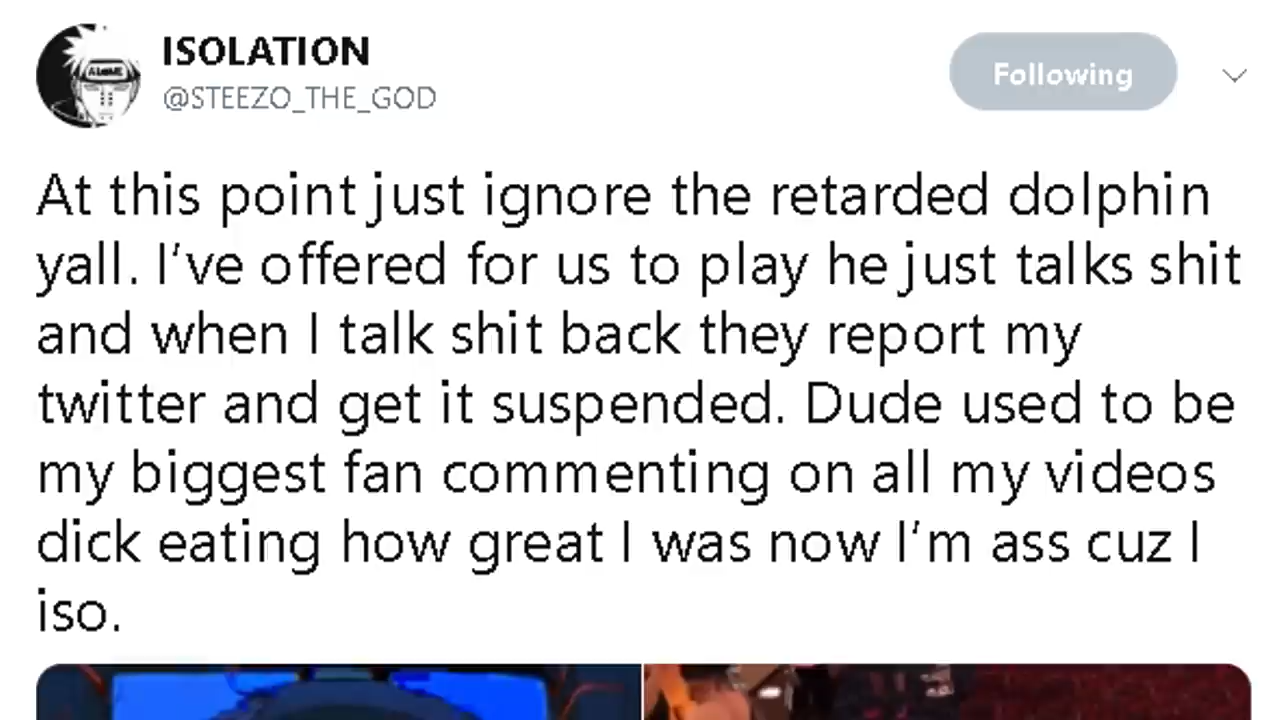 ISOLATION
@STEEZO_THE_GOD
Following
At this point just ignore the retarded dolphin
yall. I've offered for us to play he just talks shit
and when I talk shit back they report my
twitter and get it suspended. Dude used to be
my biggest fan commenting on all my videos
dick eating how great I was now I'm ass cuz I
iso.